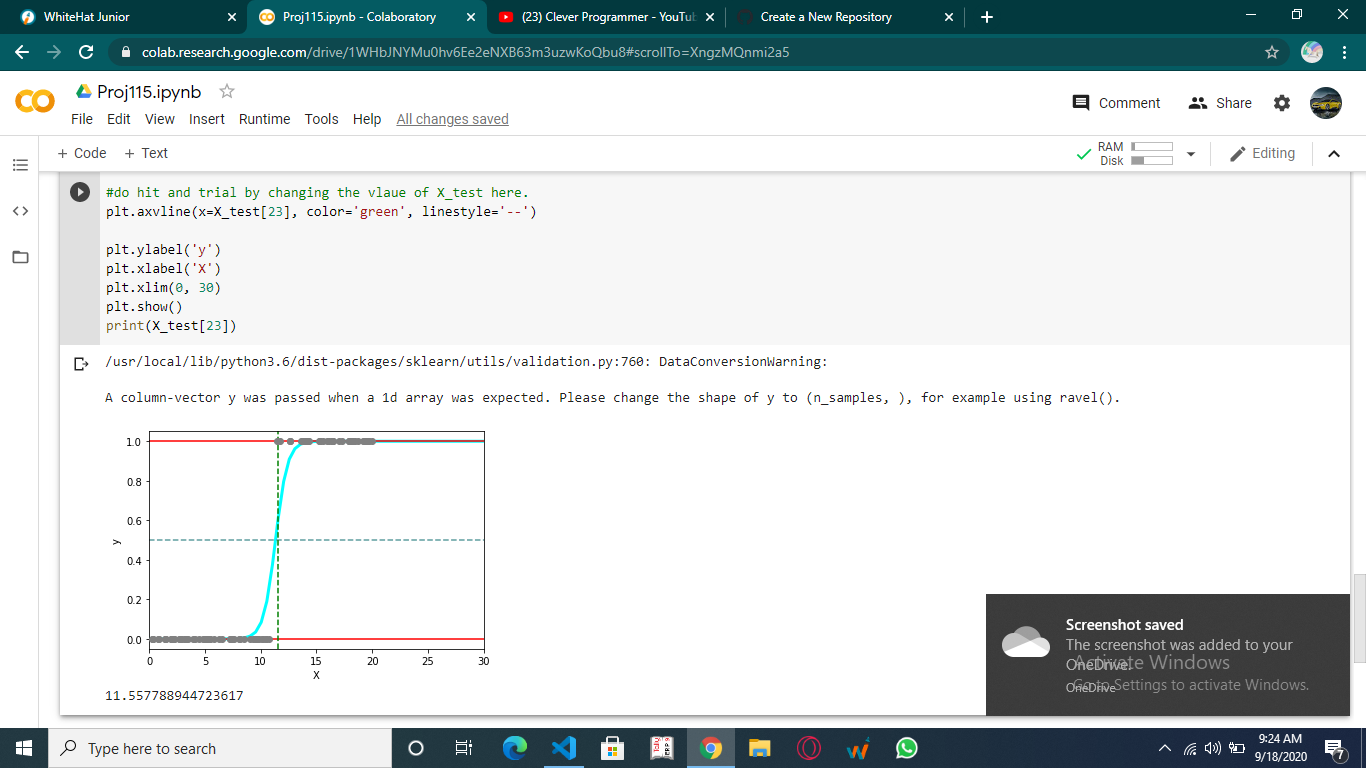 WhiteHat Junior
Proj115.ipynb - Colaboratory
(23) Clever Programmer - YouTub
Create a New Repository
colab.research.google.com/drive/1WHbJNYMu0hv6Ee2eNXB63m3uzwKoQbu8#scrollTo=XngzMQnmi2a5
Proj115.ipynb
Comment
Share
File Edit View Insert Runtime Tools Help All changes saved
+ Code + Text
RAM
Disk
Editing
#do hit and trial by changing the vlaue of X_test here.
plt.axvline(x=X_test[23], color='green', linestyle='--')
plt.ylabel('y')
plt.xlabel('X')
plt.xlim(0, 30)
plt.show()
print(X_test[23])
/usr/local/lib/python3.6/dist-packages/sklearn/utils/validation.py:760: DataConversionWarning:
A column-vector y was passed when a 1d array was expected. Please change the shape of y to (n_samples, ), for example using ravel().
1.0
0.8
0.6
y
0.4
0.2
0.0
0 5 10 15 20 25 30
X
11.557788944723617
Screenshot saved
The screenshot was added to your
OneDrive.
Activate Windows
OneDrive
Go to Settings to activate Windows.
Type here to search
9:24 AM
9/18/2020
7